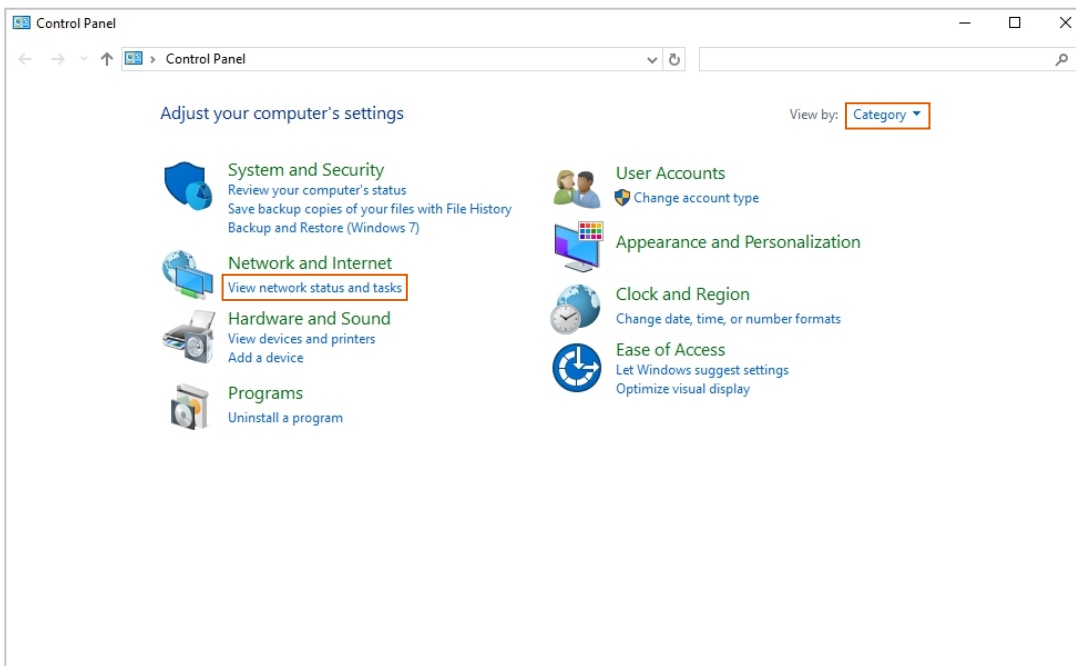 Control Panel
Control Panel
Adjust your computer's settings
View by: Category
System and Security
Review your computer's status
Save backup copies of your files with File History
Backup and Restore (Windows 7)
Network and Internet
View network status and tasks
Hardware and Sound
View devices and printers
Add a device
Programs
Uninstall a program
User Accounts
Change account type
Appearance and Personalization
Clock and Region
Change date, time, or number formats
Ease of Access
Let Windows suggest settings
Optimize visual display